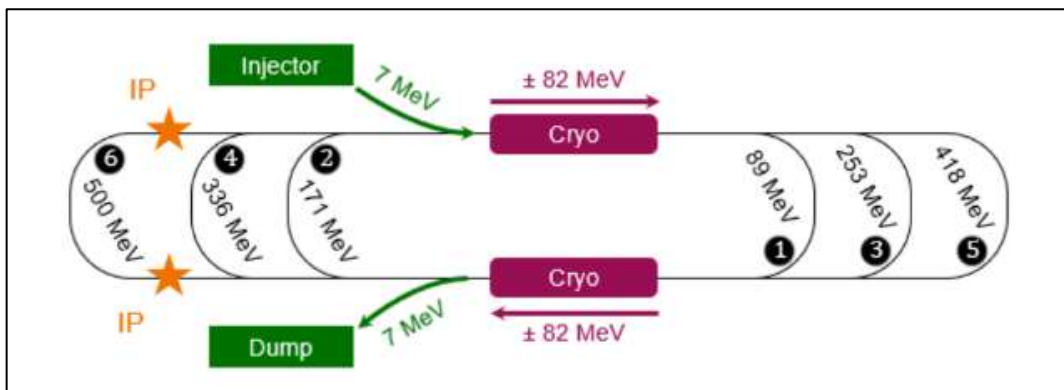 Injector
7 MeV
± 82 MeV
IP
Cryo
6
500 MeV
4
336 MeV
2
171 MeV
89 MeV
1
253 MeV
3
418 MeV
5
IP
Cryo
± 82 MeV
7 MeV
Dump